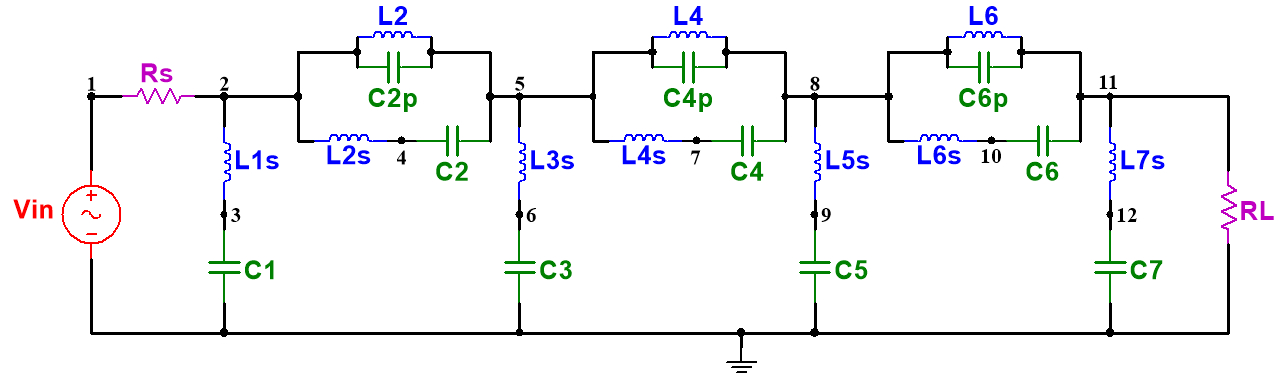 L2 L4 L6
1 Rs 2 C2p 5 C4p 8 C6p 11
L1s L2s 4 C2 L3s L4s 7 C4 L5s L6s 10 C6 L7s
Vin 3 6 9 12 RL
C1 C3 C5 C7